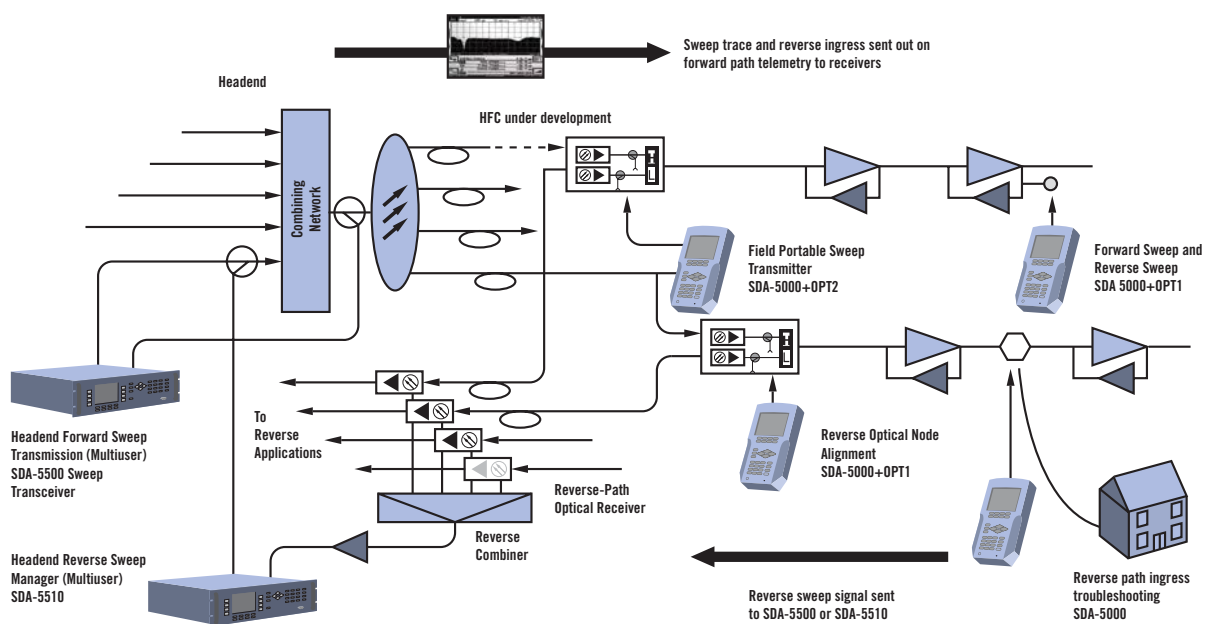 Sweep trace and reverse ingress sent out on
forward path telemetry to receivers
Headend
HFC under development
Combining
Network
H
L
Field Portable Sweep
Transmitter
SDA-5000+OPT2
Forward Sweep and
Reverse Sweep
SDA 5000+OPT1
H
L
To
Reverse
Applications
Headend Forward Sweep
Transmission (Multiuser)
SDA-5500 Sweep
Transceiver
Reverse Optical Node
Alignment
SDA-5000+OPT1
Reverse-Path
Optical Receiver
Reverse
Combiner
Headend Reverse Sweep
Manager (Multiuser)
SDA-5510
Reverse sweep signal sent
to SDA-5500 or SDA-5510
Reverse path ingress
troubleshooting
SDA-5000